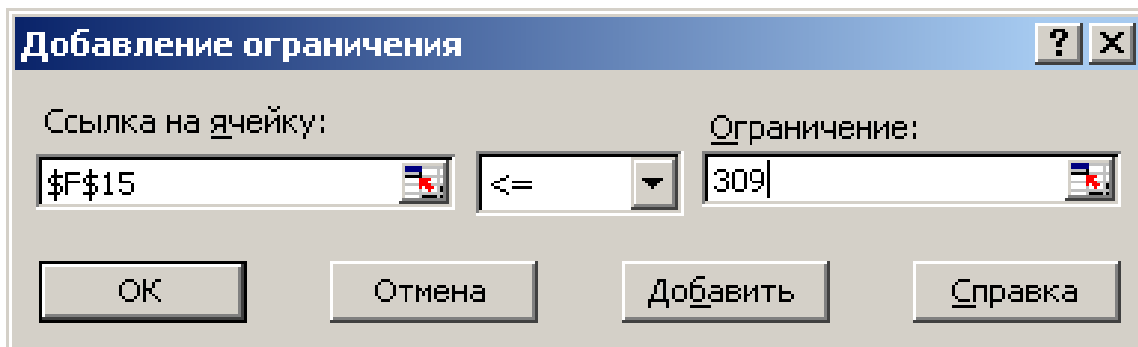 Добавление ограничения
Ссылка на ячейку: Ограничение:
$F$15 <= 309
ОК Отмена Добавить Справка